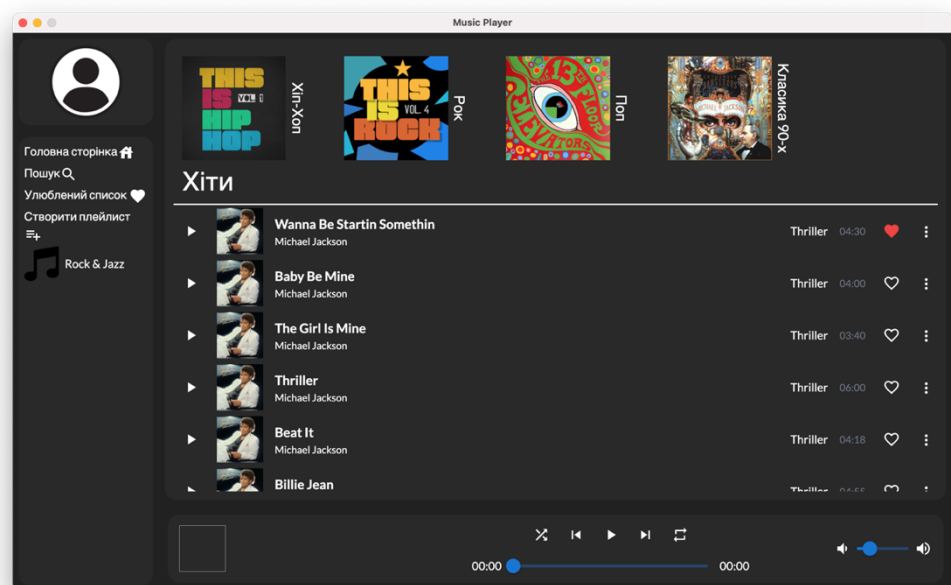 Music Player
Головна сторінка
Пошук
Улюблений список
Створити плейлист
Rock & Jazz
THIS
IS VOL 1
HIP
HOP
Хіп-Хоп
THIS
IS VOL. 4
ROCK
Рок
THE
13TH
FLOOR
ELEVATORS
Поп
MICHAEL JACKSON
Класика 90-х
Хіти
Wanna Be Startin Somethin
Michael Jackson
Thriller 04:30
Baby Be Mine
Michael Jackson
Thriller 04:00
The Girl Is Mine
Michael Jackson
Thriller 03:40
Thriller
Michael Jackson
Thriller 06:00
Beat It
Michael Jackson
Thriller 04:18
Billie Jean
Thriller 04:55
00:00
00:00